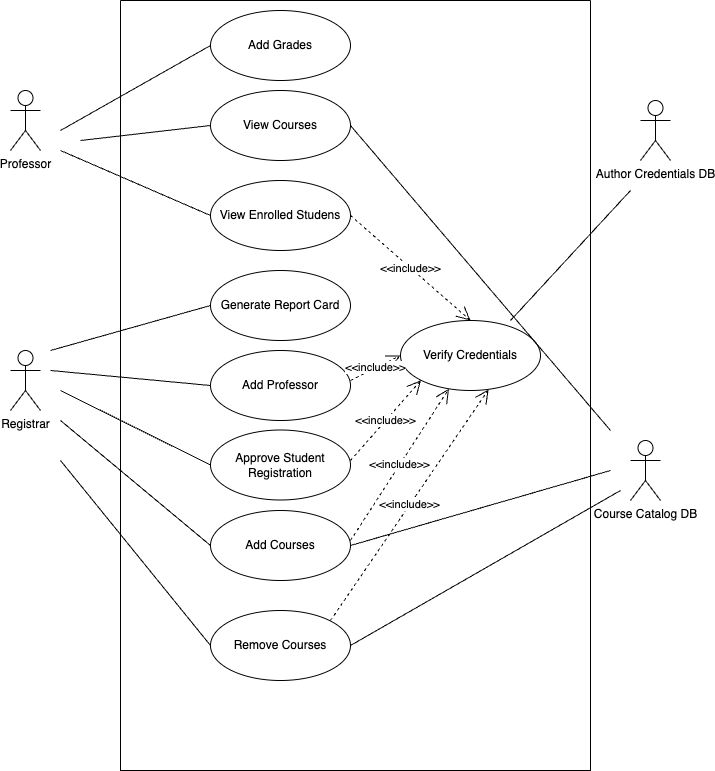 Add Grades
View Courses
Professor
Author Credentials DB
View Enrolled Studens
<<include>>
Generate Report Card
Verify Credentials
<<include>>
Add Professor
Registrar
<<include>>
Approve Student
Registration
<<include>>
<<include>>
Course Catalog DB
Add Courses
Remove Courses